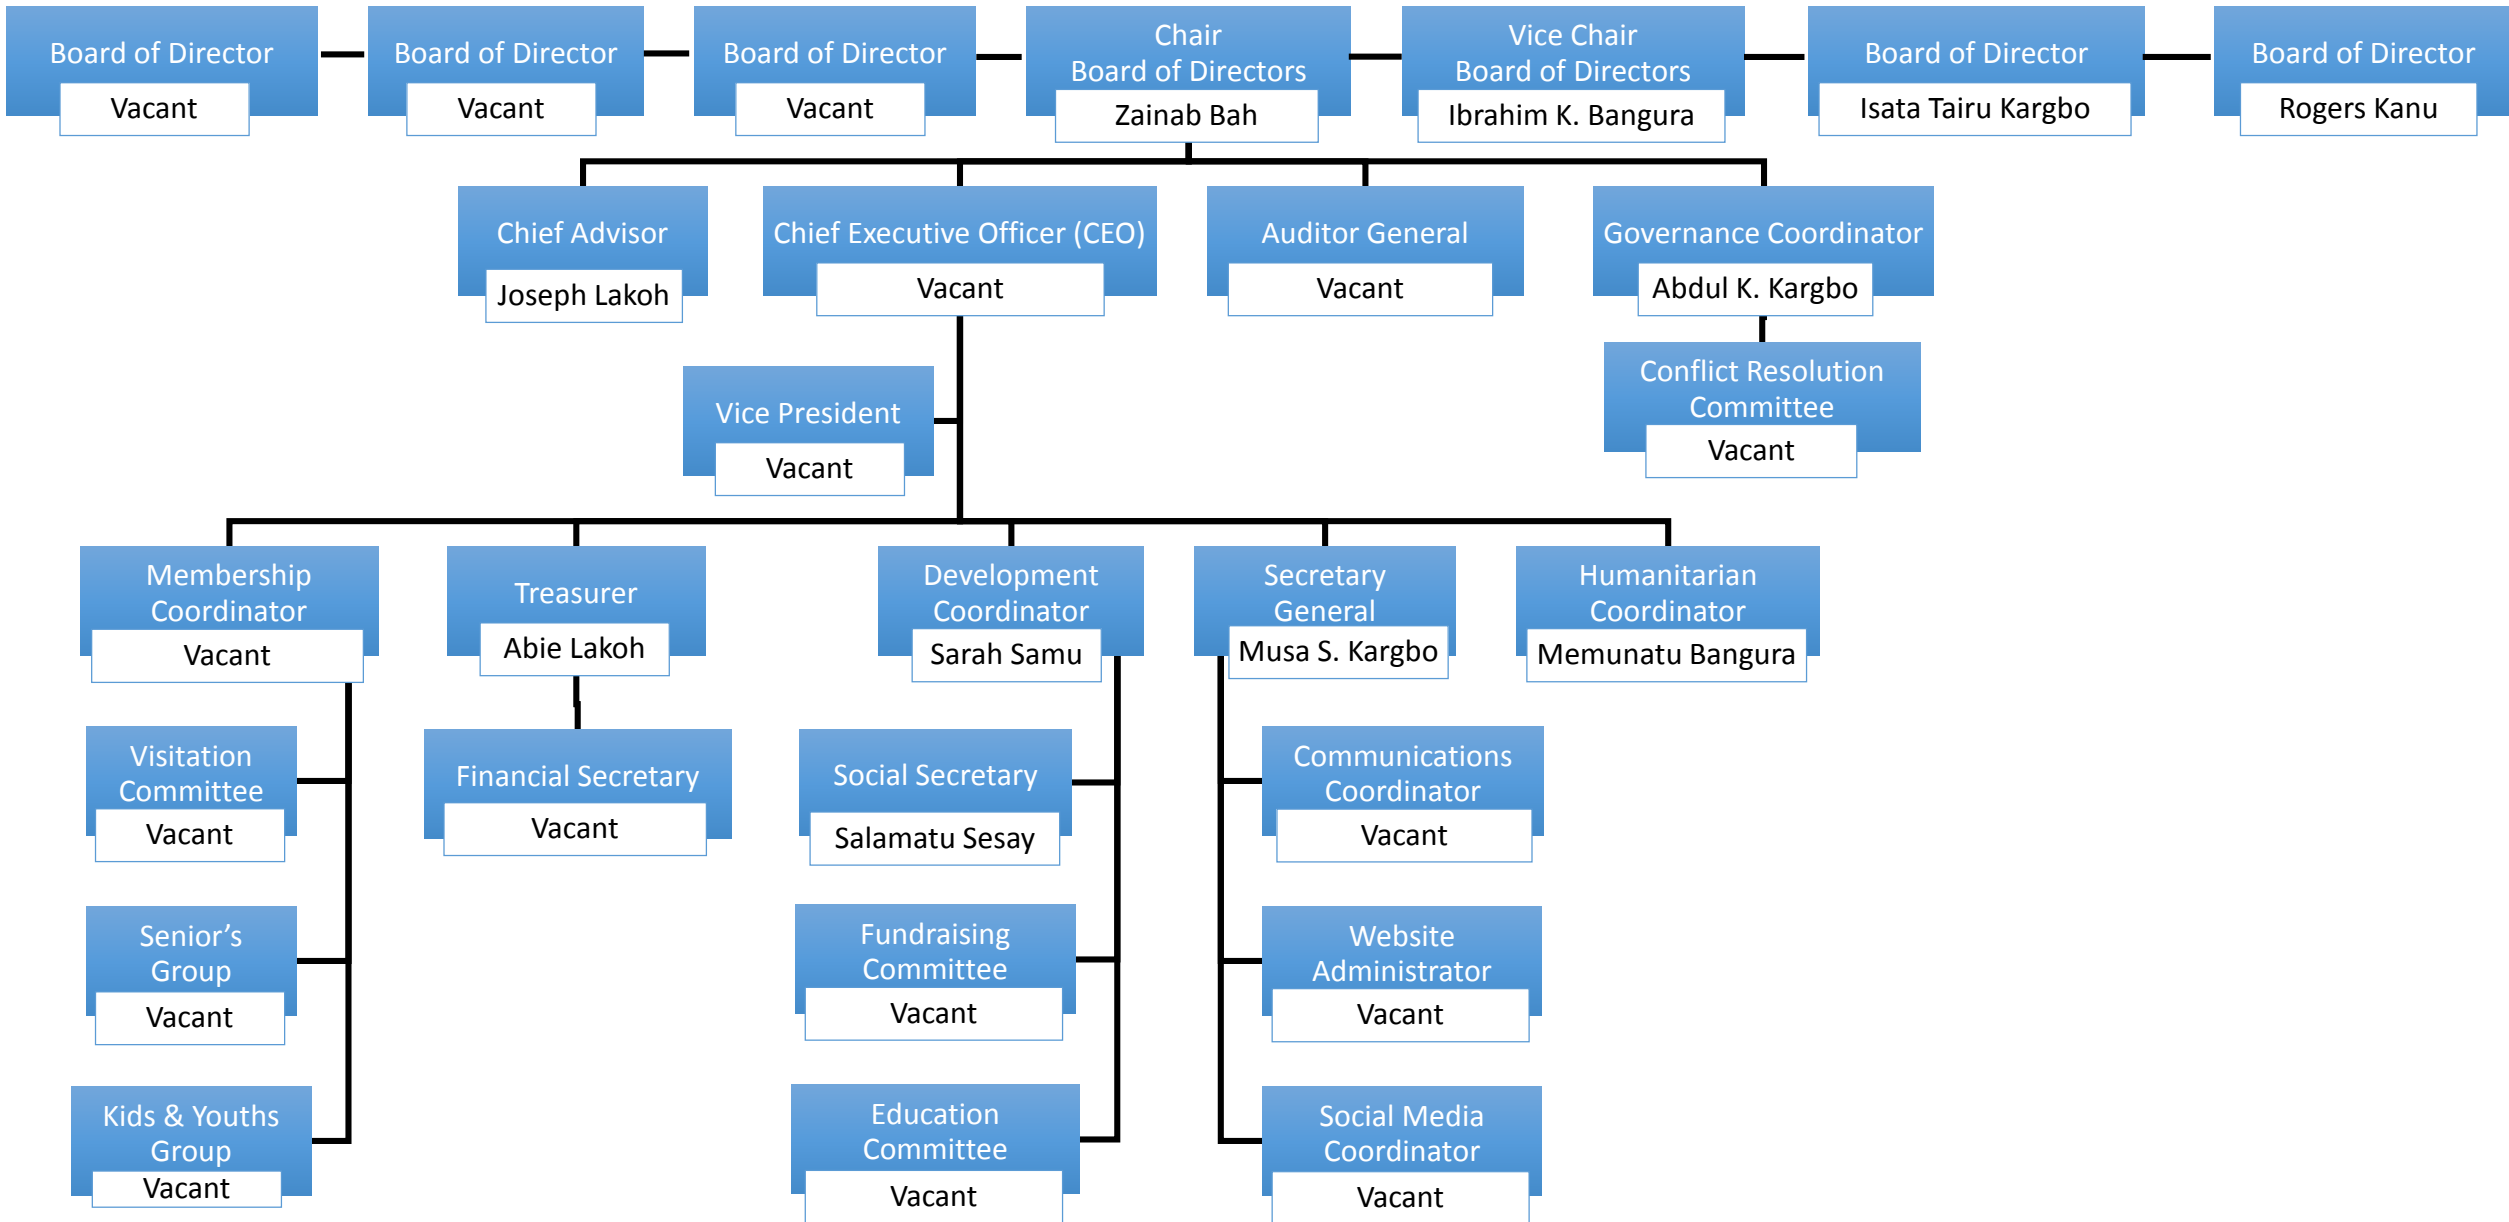 Board of Director
Vacant
Board of Director
Vacant
Board of Director
Vacant
Chair
Board of Directors
Zainab Bah
Vice Chair
Board of Directors
Ibrahim K. Bangura
Board of Director
Isata Tairu Kargbo
Board of Director
Rogers Kanu
Chief Advisor
Joseph Lakoh
Chief Executive Officer (CEO)
Vacant
Auditor General
Vacant
Governance Coordinator
Abdul K. Kargbo
Conflict Resolution
Committee
Vacant
Vice President
Vacant
Membership
Coordinator
Vacant
Treasurer
Abie Lakoh
Development
Coordinator
Sarah Samu
Secretary
General
Musa S. Kargbo
Humanitarian
Coordinator
Memunatu Bangura
Visitation
Committee
Vacant
Financial Secretary
Vacant
Social Secretary
Salamatu Sesay
Communications
Coordinator
Vacant
Senior’s
Group
Vacant
Fundraising
Committee
Vacant
Website
Administrator
Vacant
Kids & Youths
Group
Vacant
Education
Committee
Vacant
Social Media
Coordinator
Vacant